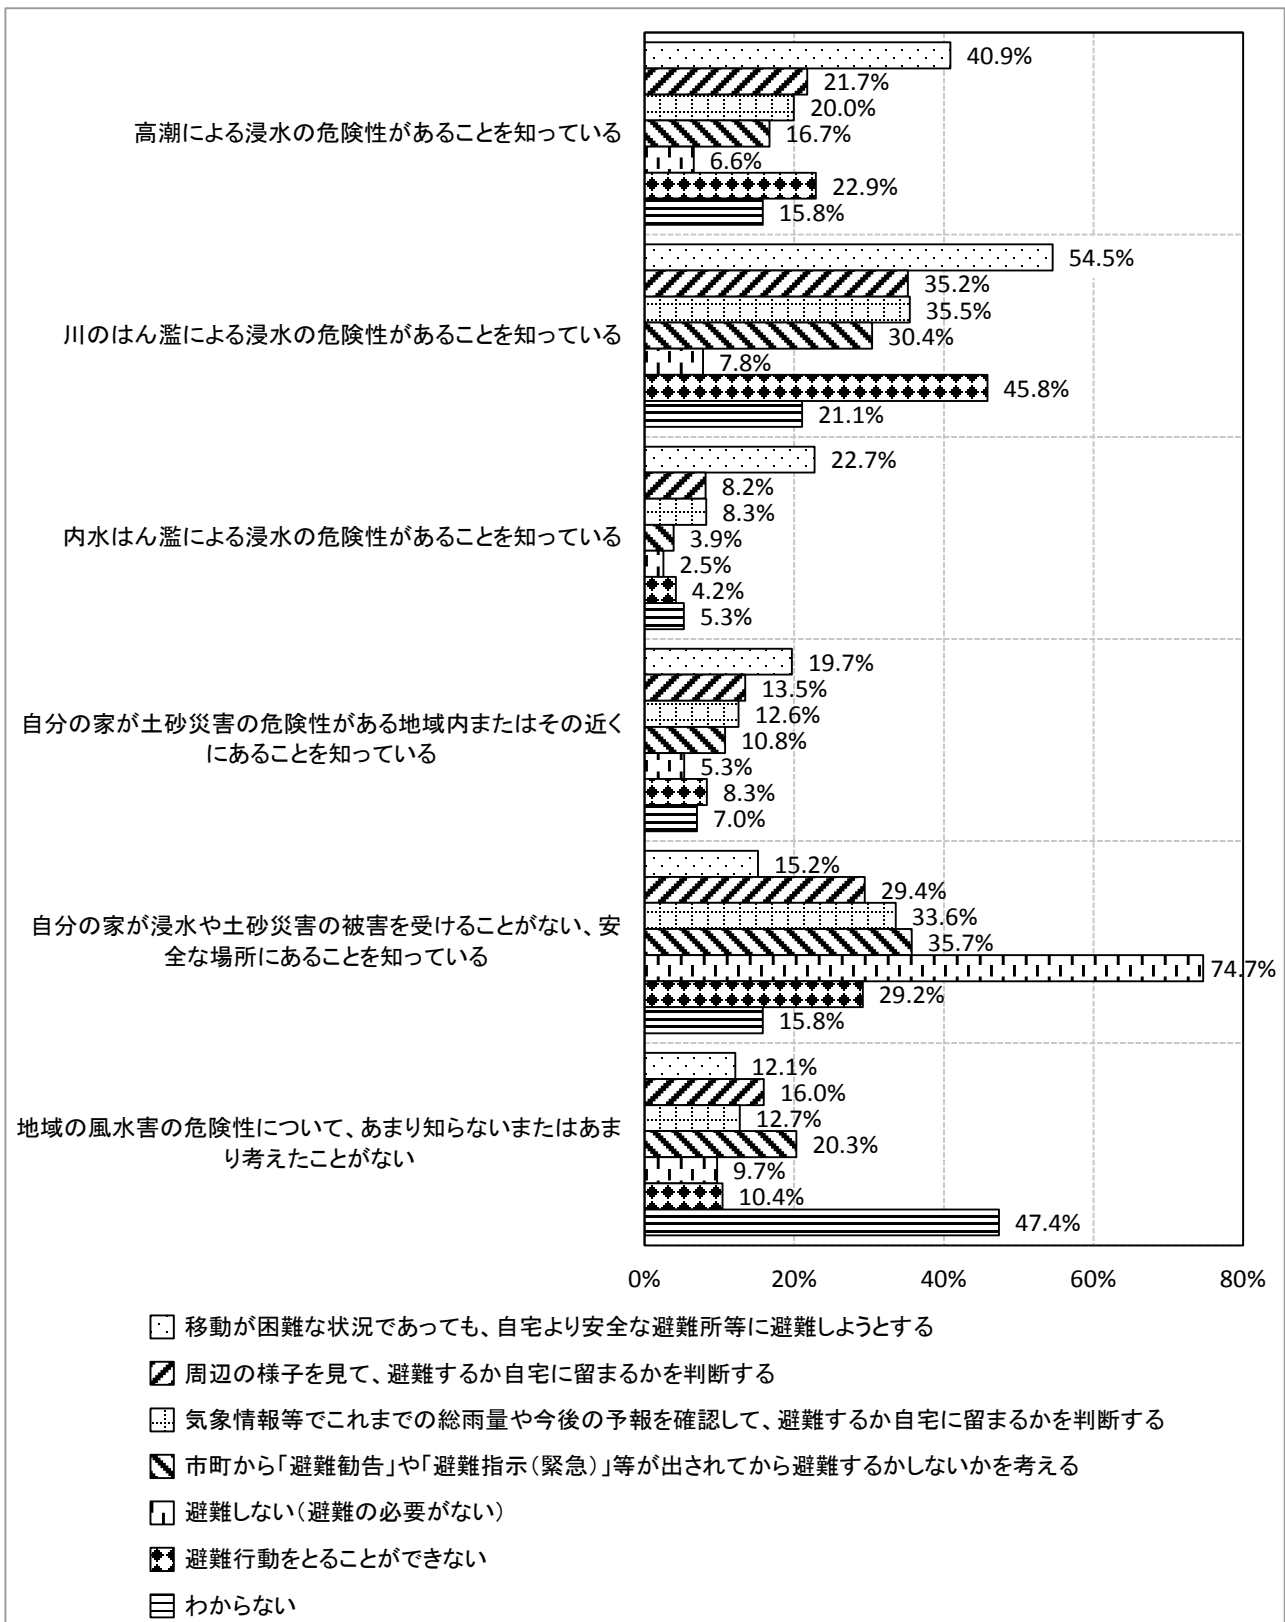 40.9%
21.7%
20.0%
高潮による浸水の危険性があることを知っている
16.7%
6.6%
22.9%
15.8%
54.5%
35.2%
35.5%
川のはん濫による浸水の危険性があることを知っている
30.4%
7.8%
45.8%
21.1%
22.7%
8.2%
8.3%
内水はん濫による浸水の危険性があることを知っている
3.9%
2.5%
4.2%
5.3%
19.7%
13.5%
12.6%
自分の家が土砂災害の危険性がある地域内またはその近く
にあることを知っている
10.8%
5.3%
8.3%
7.0%
15.2%
29.4%
33.6%
自分の家が浸水や土砂災害の被害を受けることがない、安
全な場所にあることを知っている
35.7%
74.7%
29.2%
15.8%
12.1%
16.0%
12.7%
地域の風水害の危険性について、あまり知らないまたはあま
り考えたことがない
20.3%
9.7%
10.4%
47.4%
0% 20% 40% 60% 80%
移動が困難な状況であっても、自宅より安全な避難所等に避難しようとする
周辺の様子を見て、避難するか自宅に留まるかを判断する
気象情報等でこれまでの総雨量や今後の予報を確認して、避難するか自宅に留まるかを判断する
市町から「避難勧告」や「避難指示(緊急)」等が出されてから避難するかしないかを考える
避難しない(避難の必要がない)
避難行動をとることができない
わからない